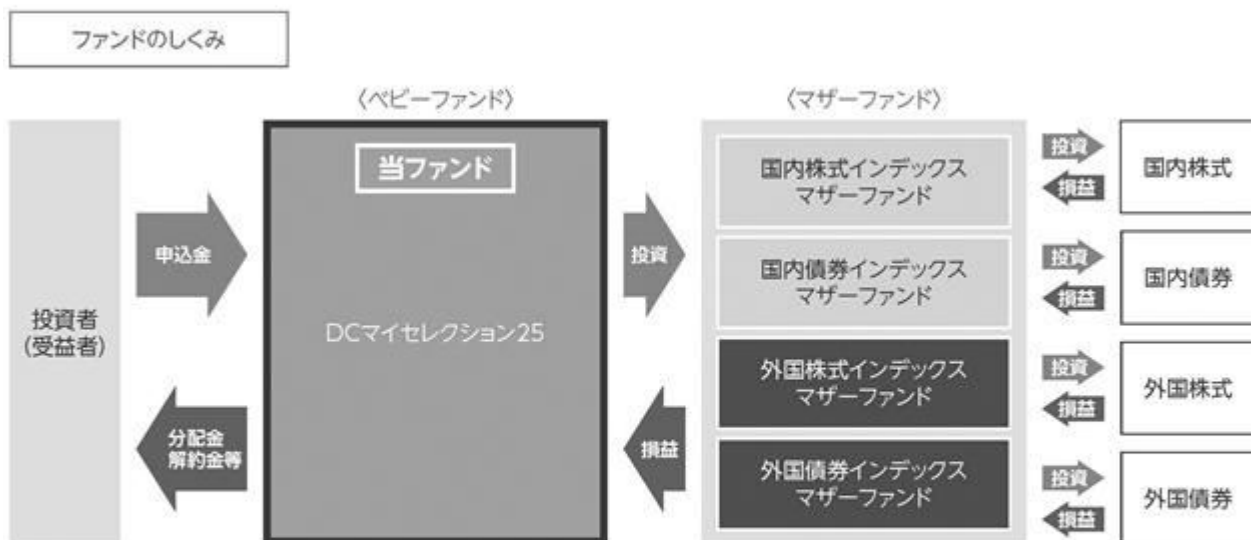 ファンドのしくみ
〈ベビーファンド〉
〈マザーファンド〉
投資者
(受益者)
申込金
分配金
解約金等
当ファンド
DCマイセレクション25
投資
損益
国内株式インデックス
マザーファンド
投資
損益
国内株式
国内債券インデックス
マザーファンド
投資
損益
国内債券
外国株式インデックス
マザーファンド
投資
損益
外国株式
外国債券インデックス
マザーファンド
投資
損益
外国債券